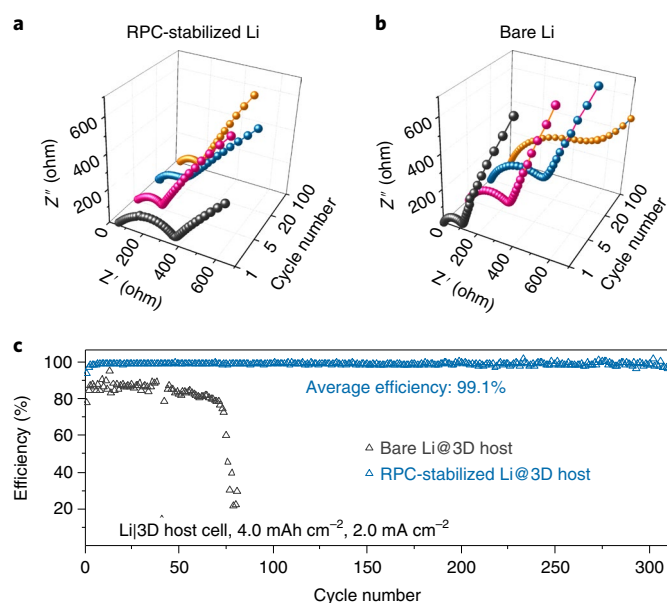 a
RPC-stabilized Li
Z″ (ohm)
600
400
200
0
0
200
400
600
Z′ (ohm)
1
5
20
100
Cycle number
b
Bare Li
Z″ (ohm)
600
400
200
0
200
400
600
Z′ (ohm)
1
5
20
100
Cycle number
c
Efficiency (%)
100
80
60
40
20
Average efficiency: 99.1%
Bare Li@3D host
RPC-stabilized Li@3D host
Li|3D host cell, 4.0 mAh cm⁻², 2.0 mA cm⁻²
0 50 100 150 200 250 300
Cycle number